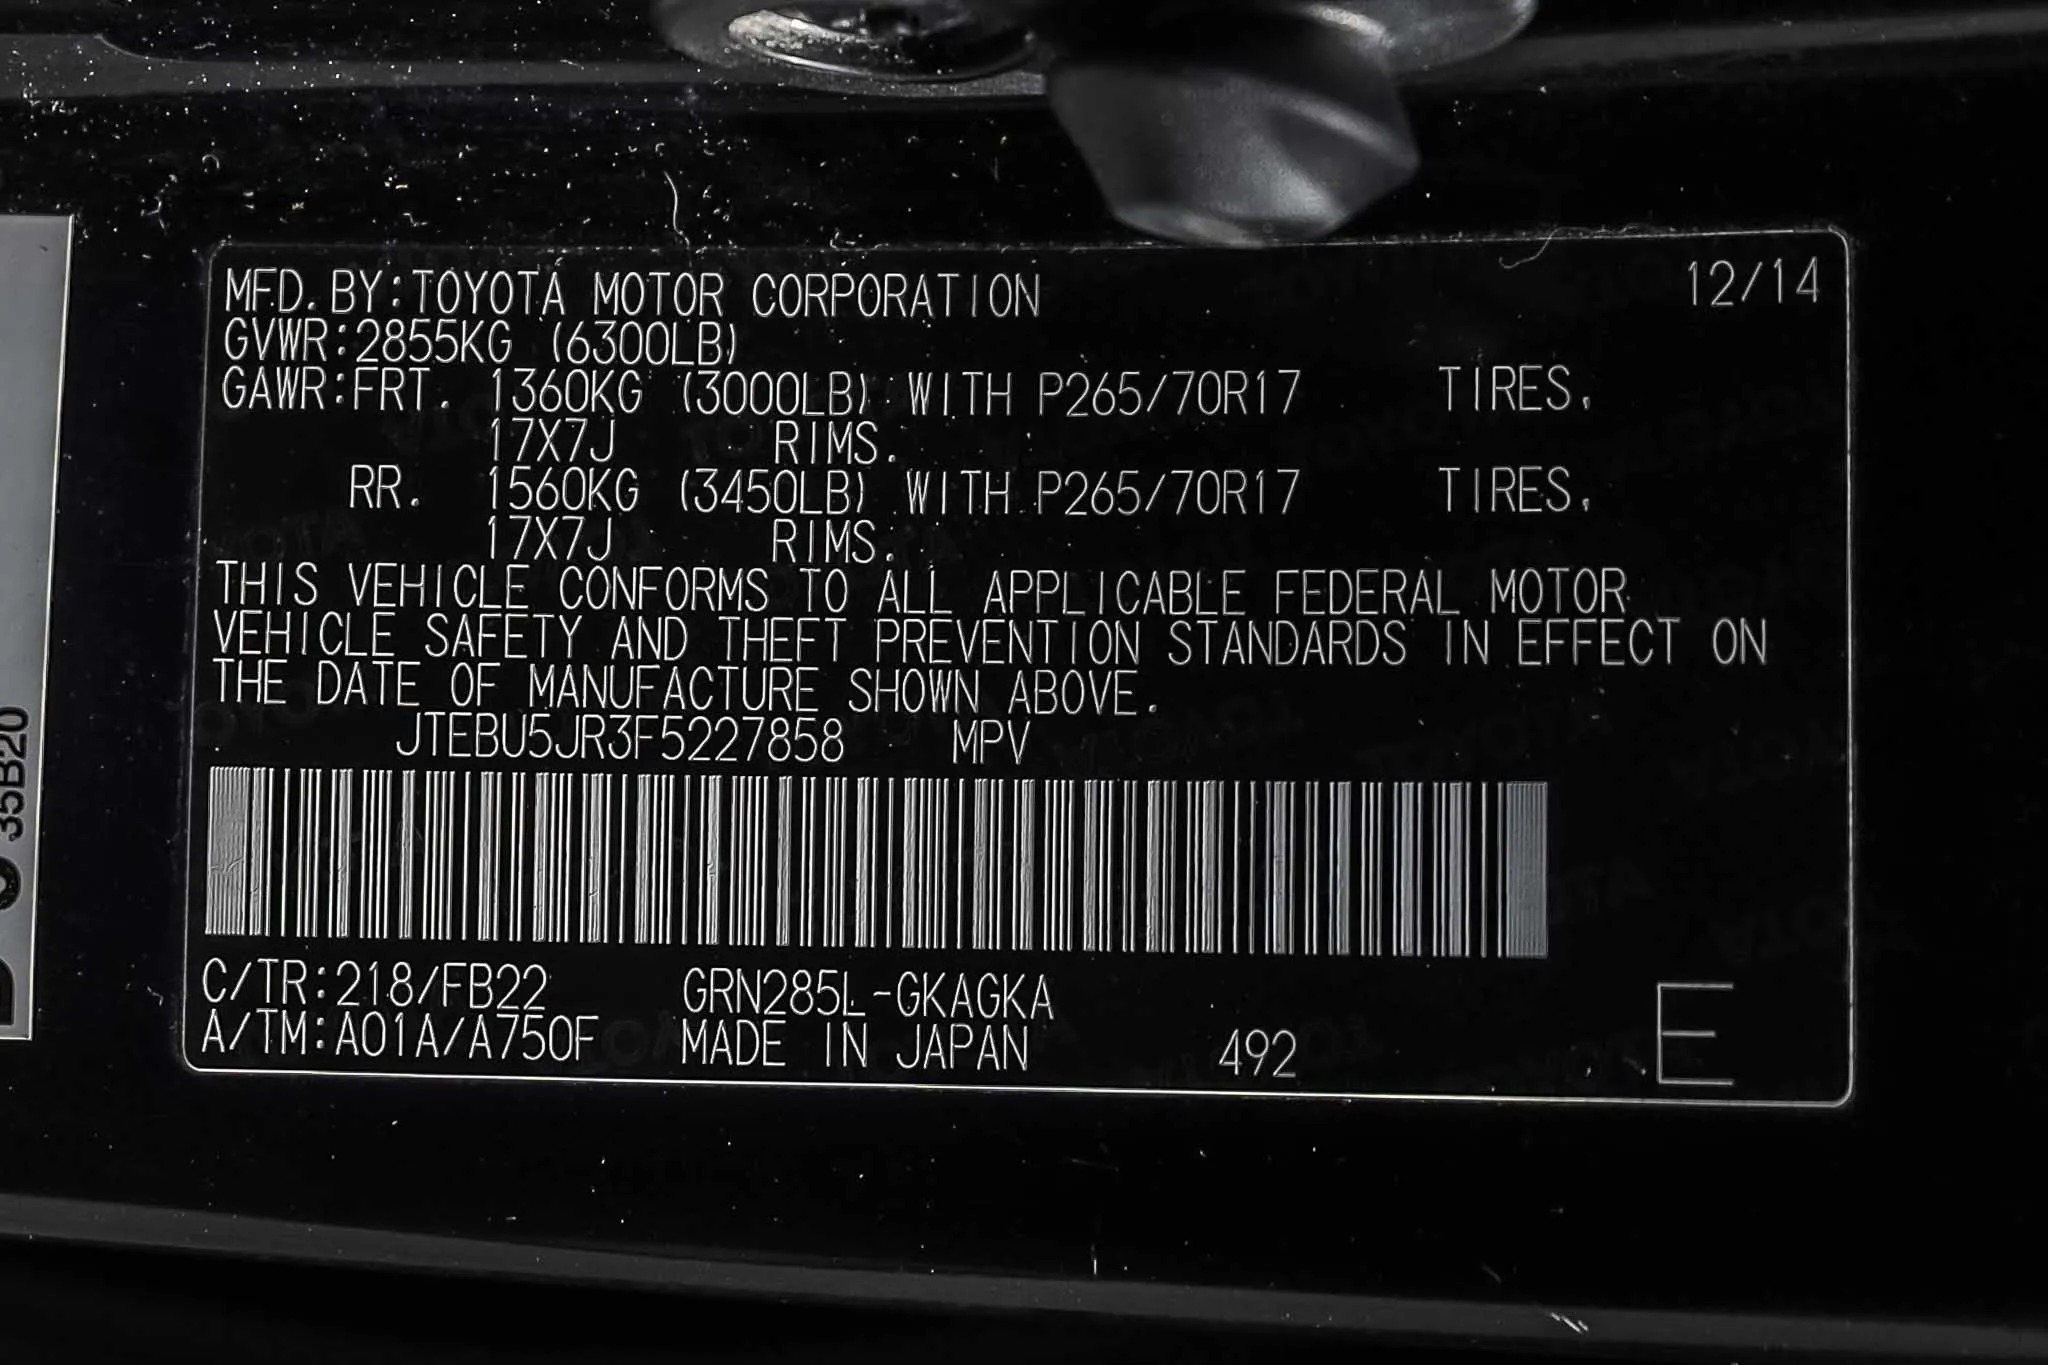 MFD. BY: TOYOTA MOTOR CORPORATION 12/14
GVWR: 2855KG (6300LB)
GAWR: FRT. 1360KG (3000LB) WITH P265/70R17 TIRES,
17X7J RIMS.
RR. 1560KG (3450LB) WITH P265/70R17 TIRES,
17X7J RIMS.
THIS VEHICLE CONFORMS TO ALL APPLICABLE FEDERAL MOTOR
VEHICLE SAFETY AND THEFT PREVENTION STANDARDS IN EFFECT ON
THE DATE OF MANUFACTURE SHOWN ABOVE.
JTEBU5JR3F5227858 MPV
C/TR: 218/FB22 GRN285L-GKAGKA
A/TM: A01A/A750F MADE IN JAPAN 492 E
35B20